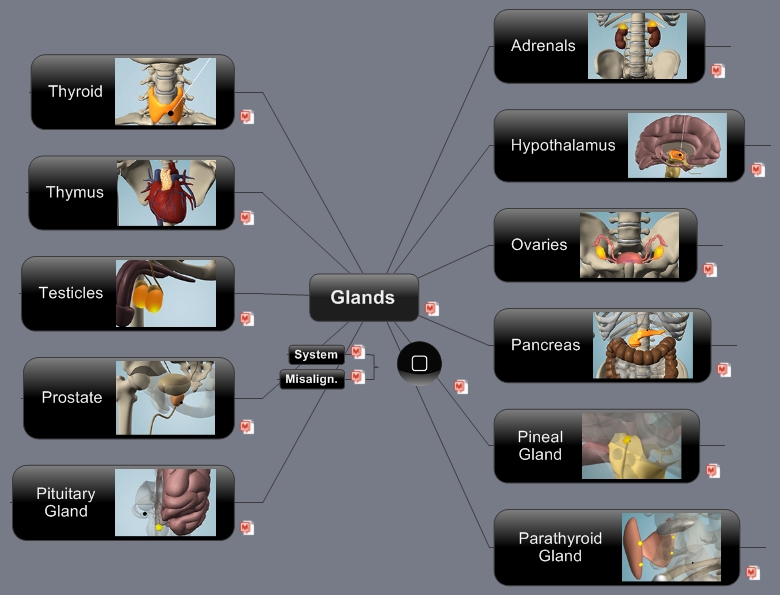 Thyroid
Thymus
Testicles
Prostate
Pituitary
Gland
Glands
System
Misalign.
Adrenals
Hypothalamus
Ovaries
Pancreas
Pineal
Gland
Parathyroid
Gland